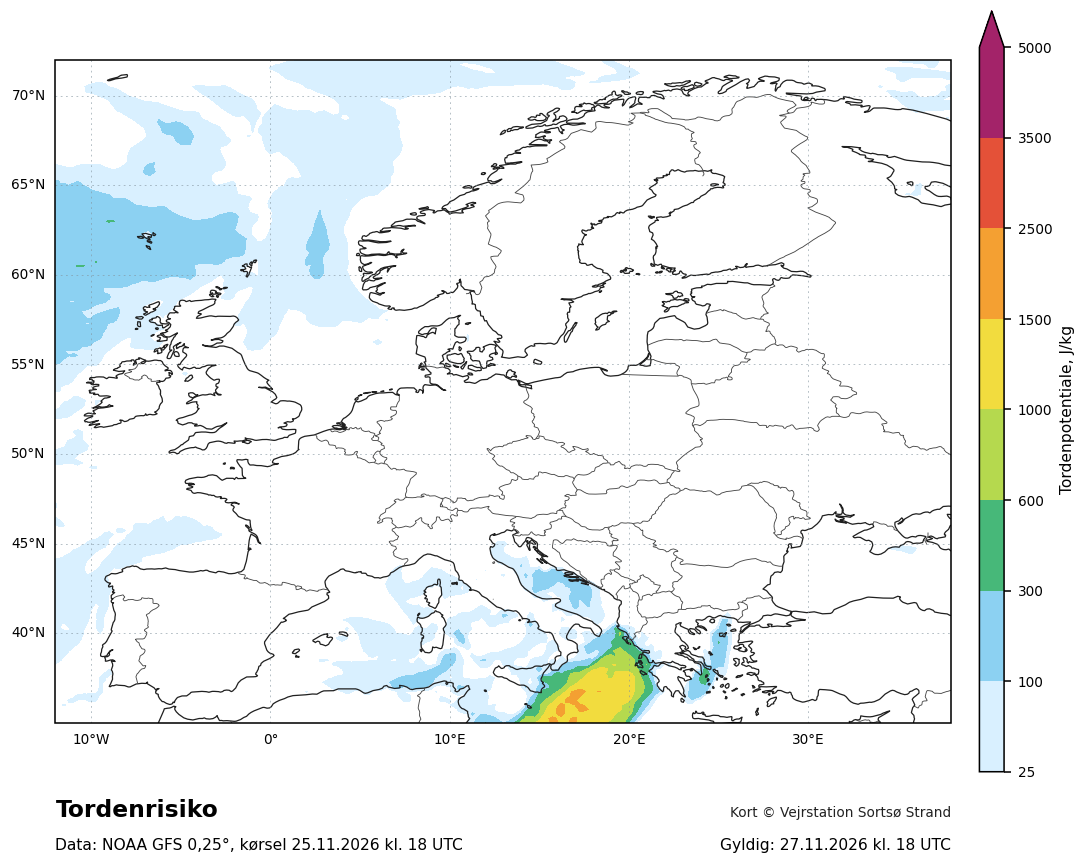 5000
3500
2500
1500
1000
600
300
100
25
Tordenpotentiale, J/kg
70°N
65°N
60°N
55°N
50°N
45°N
40°N
10°W
0°
10°E
20°E
30°E
Tordenrisiko
Kort © Vejrstation Sortsø Strand
Data: NOAA GFS 0,25°, kørsel 25.11.2026 kl. 18 UTC
Gyldig: 27.11.2026 kl. 18 UTC